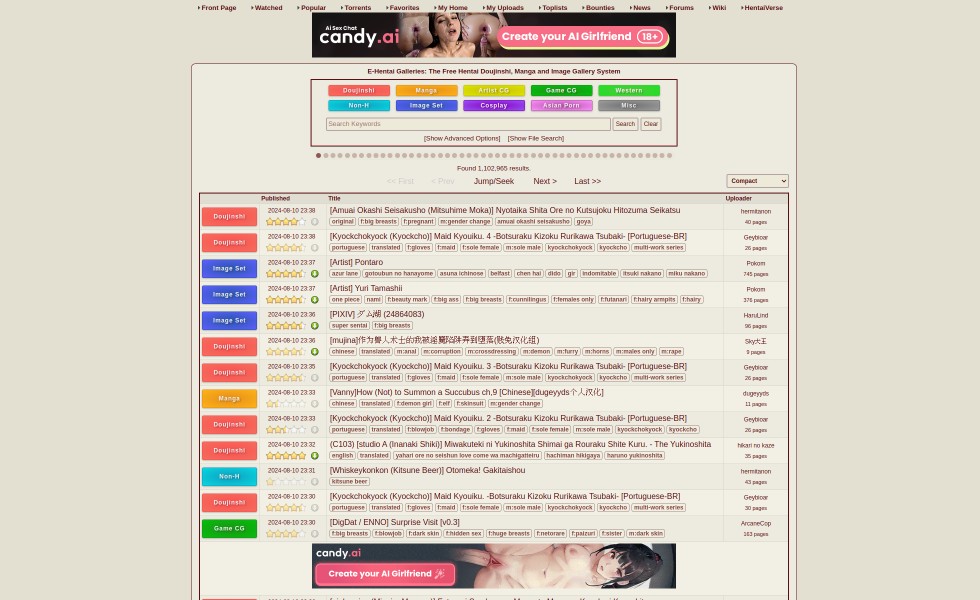 Front Page Watched Popular Torrents Favorites My Home My Uploads Toplists Bounties News Forums Wiki HentaiVerse
AI Sex Chat
candy.ai
Create your AI Girlfriend 18+
E-Hentai Galleries: The Free Hentai Doujinshi, Manga and Image Gallery System
Doujinshi Manga Artist CG Game CG Western
Non-H Image Set Cosplay Asian Porn Misc
Search Keywords Search Clear
[Show Advanced Options] [Show File Search]
Found 1,102,965 results.
<< First < Prev Jump/Seek Next > Last >> Compact
Published Title Uploader
Doujinshi 2024-08-10 23:38 [Amuai Okashi Seisakusho (Mitsuhime Moka)] Nyotaika Shita Ore no Kutsujoku Hitozuma Seikatsu hermitanon
original f:big breasts f:pregnant m:gender change amuai okashi seisakusho goya 40 pages
Doujinshi 2024-08-10 23:38 [Kyockchokyock (Kyockcho)] Maid Kyouiku. 4 -Botsuraku Kizoku Rurikawa Tsubaki- [Portuguese-BR] Geybioar
portuguese translated f:gloves f:maid f:sole female m:sole male kyockchokyock kyockcho multi-work series 26 pages
Image Set 2024-08-10 23:37 [Artist] Pontaro Pokom
azur lane gotoubun no hanayome asuna ichinose belfast chen hai dido gir indomitable itsuki nakano miku nakano 745 pages
Image Set 2024-08-10 23:37 [Artist] Yuri Tamashii Pokom
one piece nami f:beauty mark f:big ass f:big breasts f:cunnilingus f:females only f:futanari f:hairy armpits f:hairy 376 pages
Image Set 2024-08-10 23:36 [PIXIV] ダム湖 (24864083) HaruLind
super sentai f:big breasts 96 pages
Doujinshi 2024-08-10 23:36 [mujina]作为兽人术士的我被淫魔陷阱弄到堕落(贱兔汉化组) Sky大王
chinese translated m:anal m:corruption m:crossdressing m:demon m:furry m:horns m:males only m:rape 9 pages
Doujinshi 2024-08-10 23:35 [Kyockchokyock (Kyockcho)] Maid Kyouiku. 3 -Botsuraku Kizoku Rurikawa Tsubaki- [Portuguese-BR] Geybioar
portuguese translated f:gloves f:maid f:sole female m:sole male kyockchokyock kyockcho multi-work series 26 pages
Manga 2024-08-10 23:33 [Vanny]How (Not) to Summon a Succubus ch,9 [Chinese][dugeyyds个人汉化] dugeyyds
chinese translated f:demon girl f:elf f:skinsuit m:gender change 11 pages
Doujinshi 2024-08-10 23:33 [Kyockchokyock (Kyockcho)] Maid Kyouiku. 2 -Botsuraku Kizoku Rurikawa Tsubaki- [Portuguese-BR] Geybioar
portuguese translated f:blowjob f:bondage f:gloves f:maid f:sole female m:sole male kyockchokyock kyockcho 26 pages
Doujinshi 2024-08-10 23:32 (C103) [studio A (Inanaki Shiki)] Miwakuteki ni Yukinoshita Shimai ga Rouraku Shite Kuru. - The Yukinoshita hikari no kaze
english translated yahari ore no seishun love come wa machigatteiru hachiman hikigaya haruno yukinoshita 35 pages
Non-H 2024-08-10 23:31 [Whiskeykonkon (Kitsune Beer)] Otomeka! Gakitaishou hermitanon
kitsune beer 43 pages
Doujinshi 2024-08-10 23:30 [Kyockchokyock (Kyockcho)] Maid Kyouiku. -Botsuraku Kizoku Rurikawa Tsubaki- [Portuguese-BR] Geybioar
portuguese translated f:gloves f:maid f:sole female m:sole male kyockchokyock kyockcho multi-work series 30 pages
Game CG 2024-08-10 23:30 [DigDat / ENNO] Surprise Visit [v0.3] ArcaneCop
f:big breasts f:blowjob f:dark skin f:hidden sex f:huge breasts f:netorare f:paizuri f:sister m:dark skin 163 pages
candy.ai
Create your AI Girlfriend